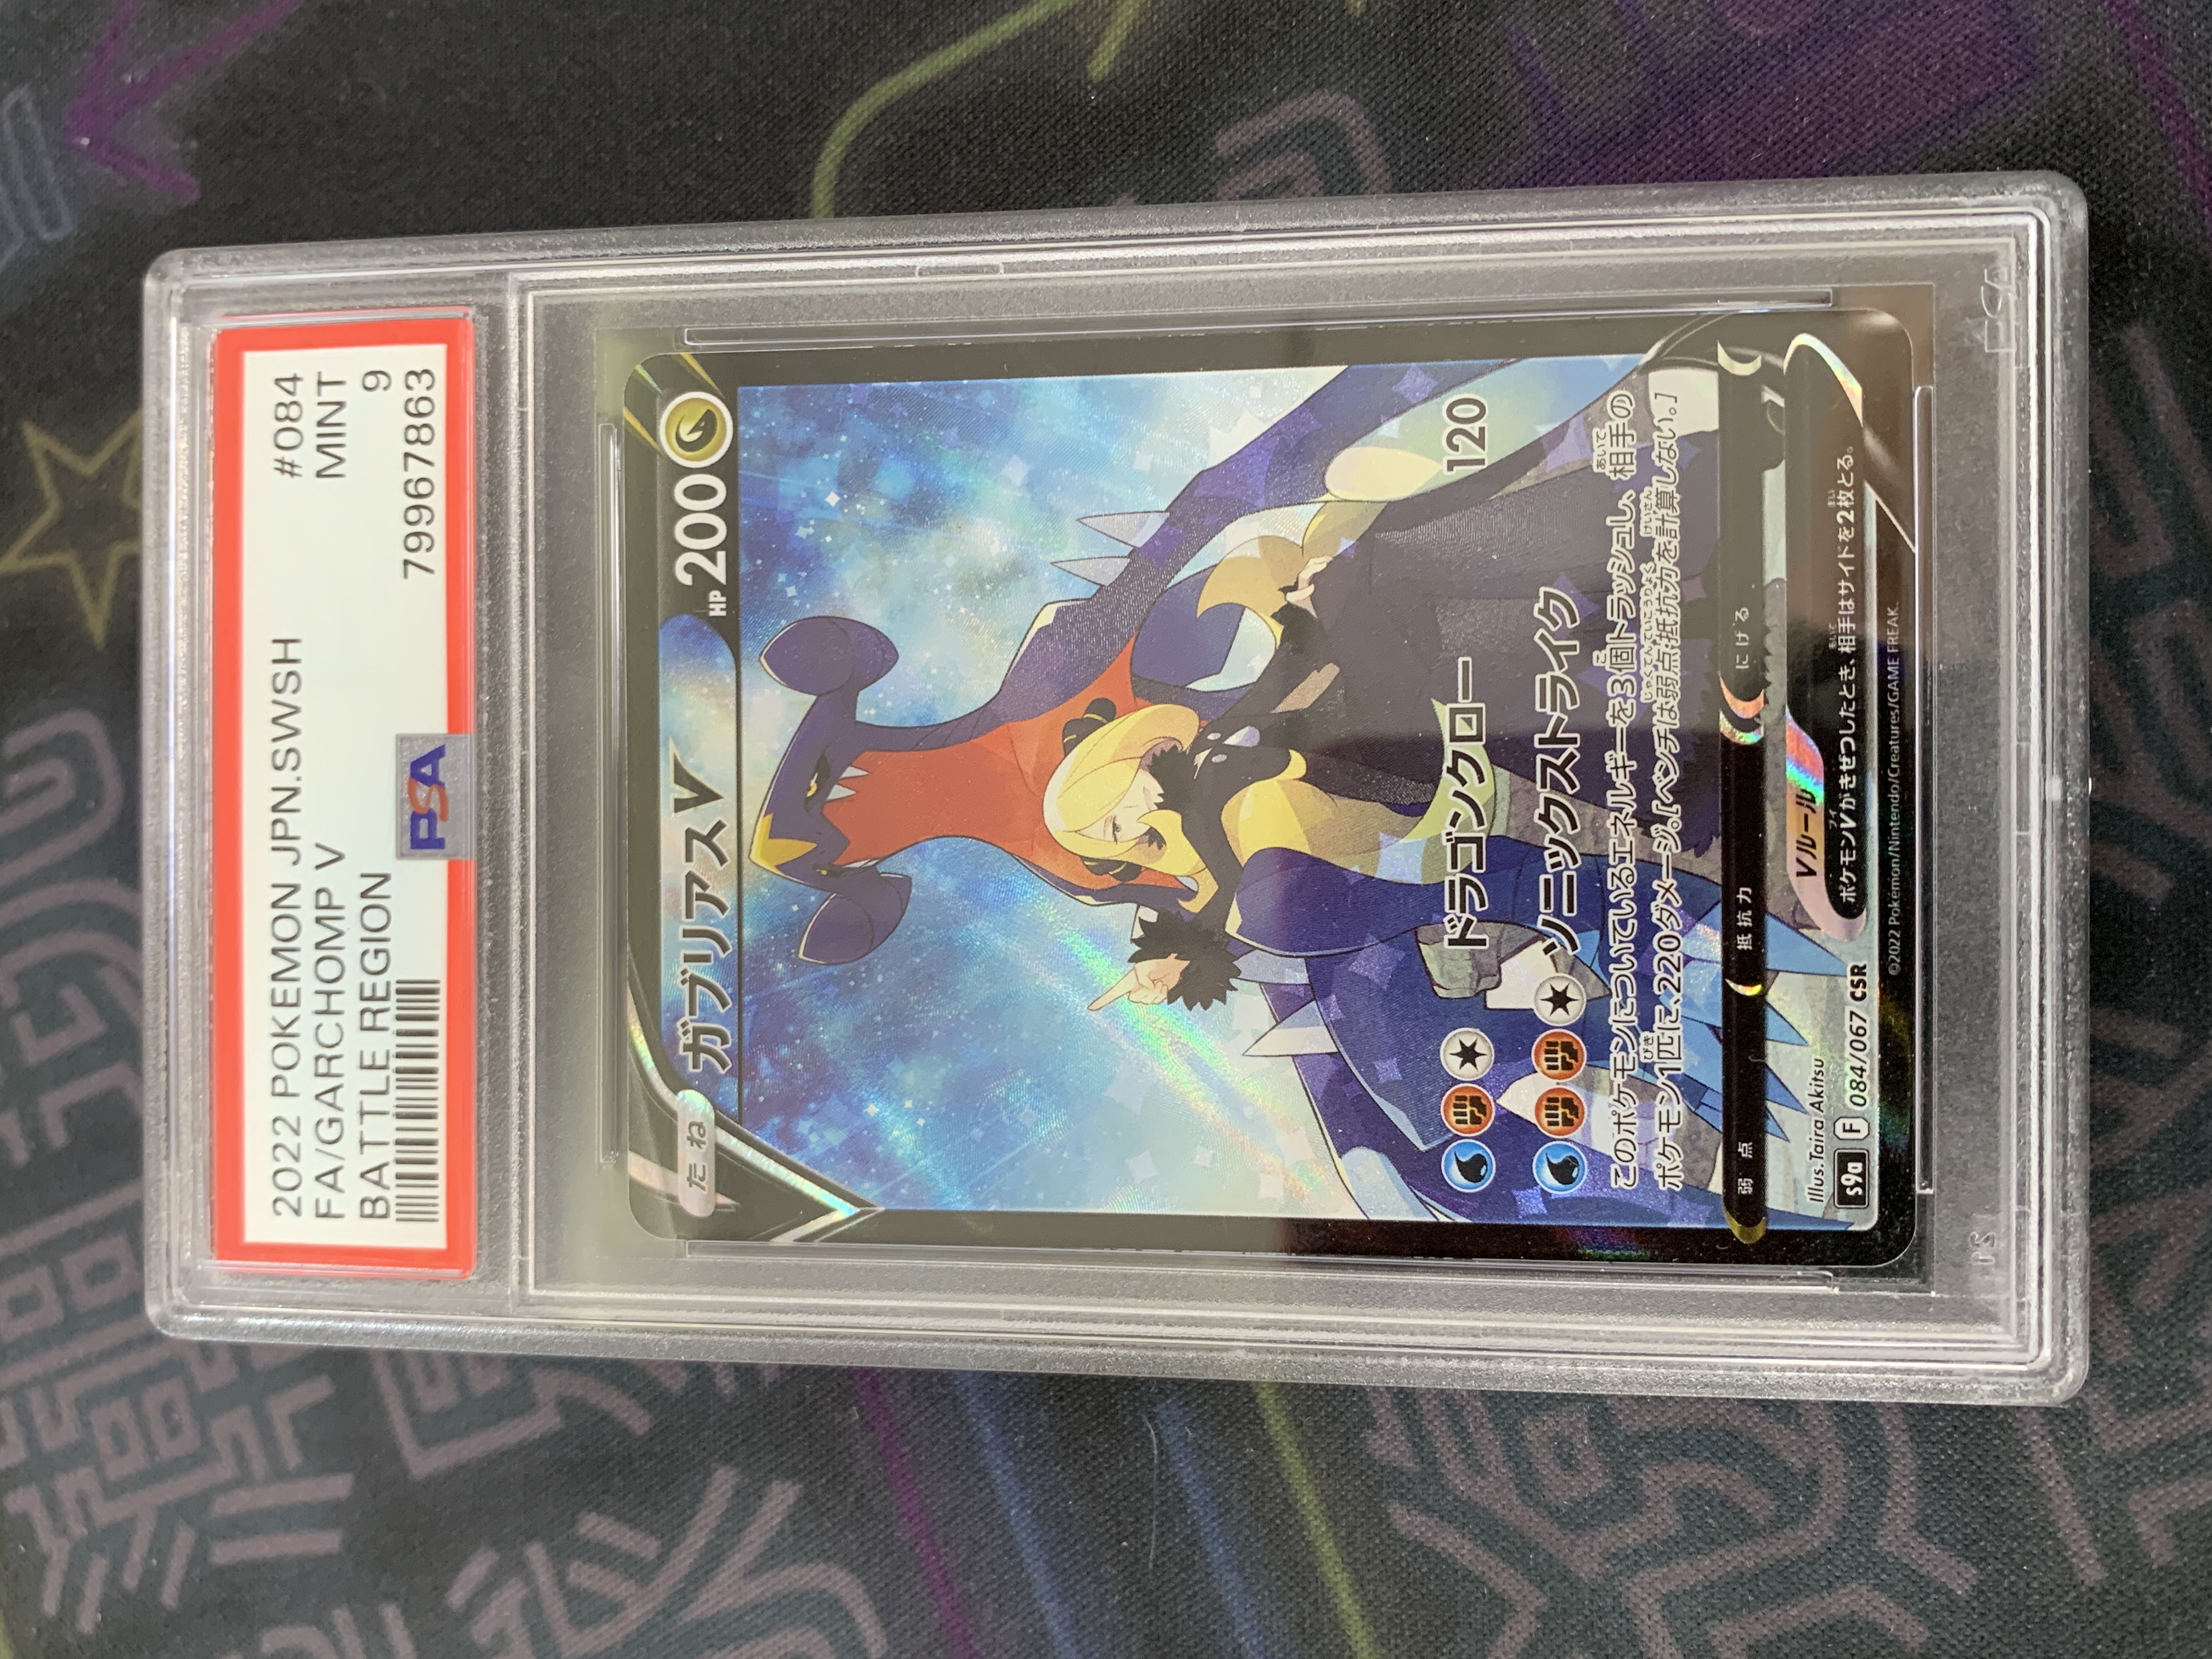 2022 POKEMON JPN.SWSH #084
FA/GARCHOMP V MINT
BATTLE REGION 9
PSA 79967863
たね ガブリアスV HP 200
ドラゴンクロー 120
ソニックストライク
このポケモンについているエネルギーを3個トラッシュし、相手の
ポケモン1匹に、220ダメージ。[ベンチは弱点・抵抗力を計算しない。]
弱点 抵抗力 にげる
Illus. Taira Akitsu
Vルール
ポケモンVがきぜつしたとき、相手はサイドを2枚とる。
s9a F 084/067 CSR
©2022 Pokémon/Nintendo/Creatures/GAME FREAK.